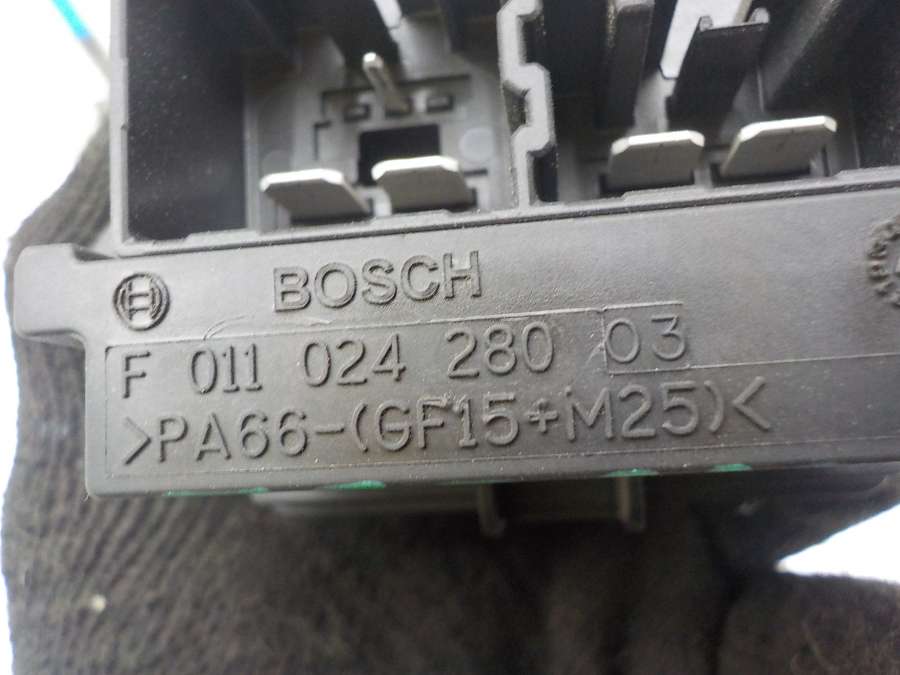 BOSCH
F 011 024 280 03
>PA66-(GF15+M25)<